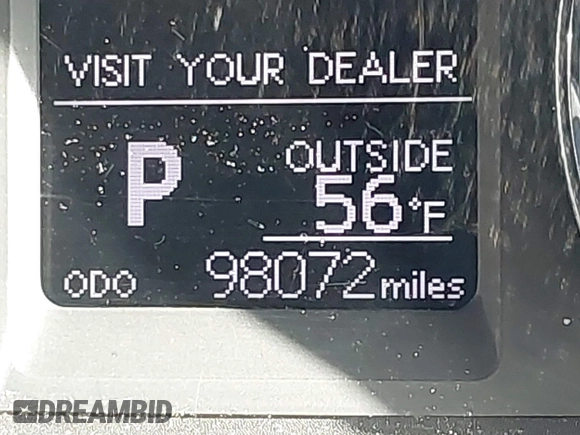 VISIT YOUR DEALER
P
OUTSIDE
56°F
ODO 98072 miles
DREAMBID